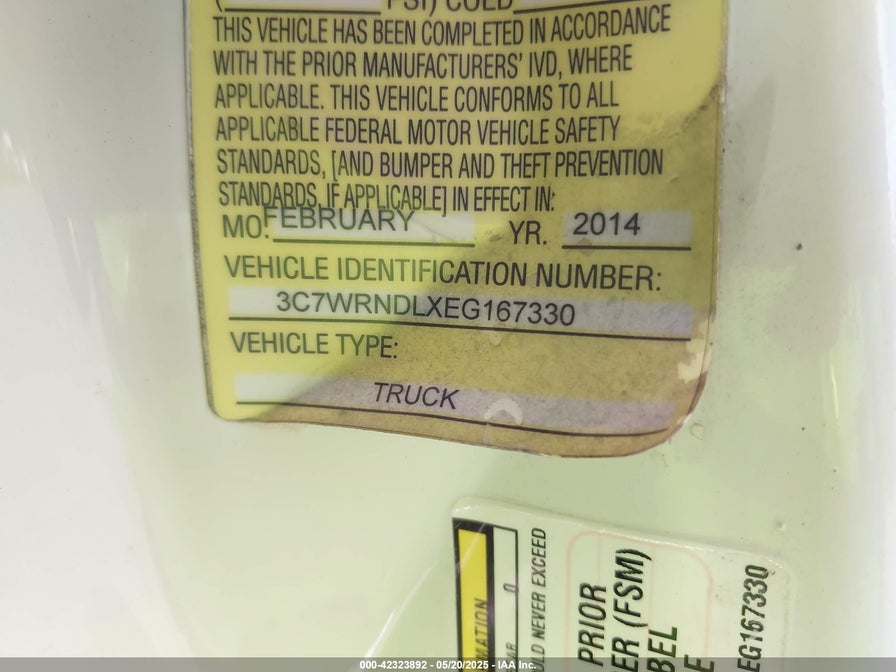 PSI) COLD
THIS VEHICLE HAS BEEN COMPLETED IN ACCORDANCE
WITH THE PRIOR MANUFACTURERS' IVD, WHERE
APPLICABLE. THIS VEHICLE CONFORMS TO ALL
APPLICABLE FEDERAL MOTOR VEHICLE SAFETY
STANDARDS, [AND BUMPER AND THEFT PREVENTION
STANDARDS, IF APPLICABLE] IN EFFECT IN:
MO. FEBRUARY YR. 2014
VEHICLE IDENTIFICATION NUMBER:
3C7WRNDLXEG167330
VEHICLE TYPE:
TRUCK
0
NEVER EXCEED
PRIOR
(FSM)
EG167330
000-42323892 - 05/20/2025 - IAA Inc.